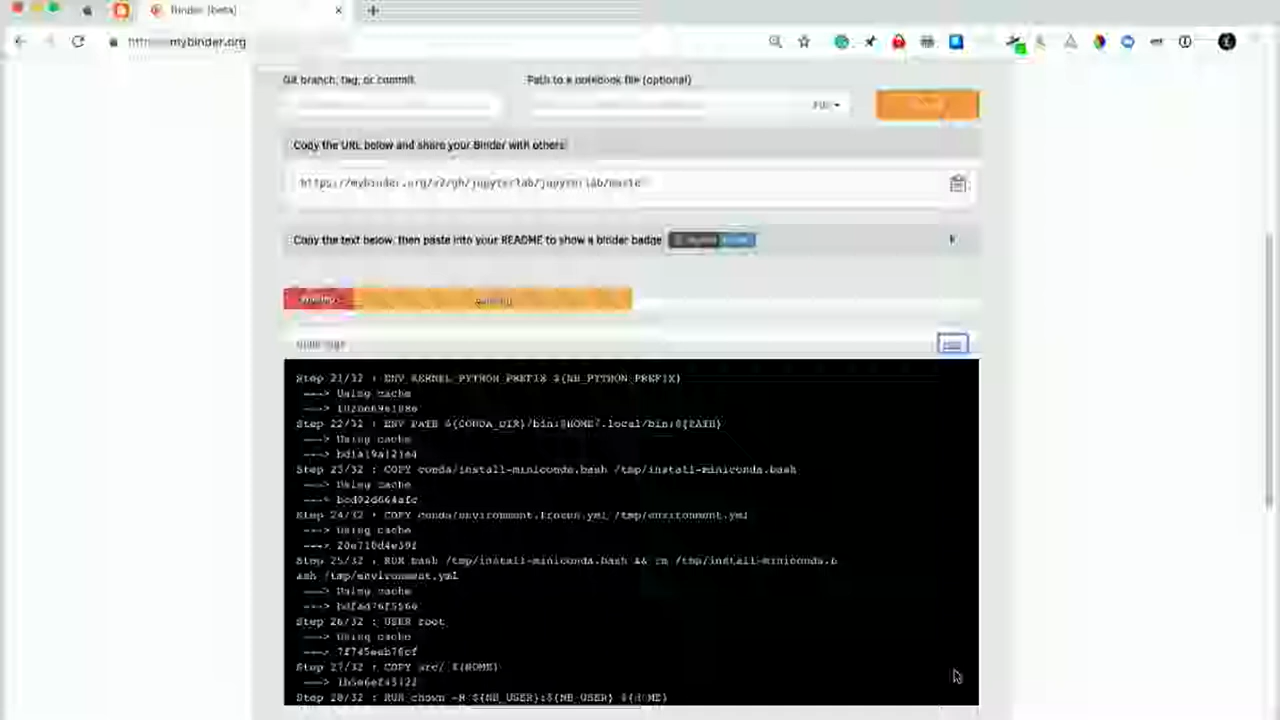 Binder (beta)
mybinder.org
Git branch, tag, or commit
Path to a notebook file (optional)
Copy the URL below and share your Binder with others:
https://mybinder.org/v2/gh/jupyterlab/jupyterlab/master
Copy the text below, then paste into your README to show a binder badge
Step 21/32 : ENV KERNEL_PYTHON_PREFIX ${NB_PYTHON_PREFIX}
---> Using cache
--->
Step 22/32 : ENV PATH ${CONDA_DIR}/bin:$HOME/.local/bin:${PATH}
---> Using cache
--->
Step 23/32 : COPY conda/install-miniconda.bash /tmp/install-miniconda.bash
---> Using cache
--->
Step 24/32 : COPY conda/environment.frozen.yml /tmp/environment.yml
---> Using cache
--->
Step 25/32 : RUN bash /tmp/install-miniconda.bash && rm /tmp/install-miniconda.b
ash /tmp/environment.yml
---> Using cache
--->
Step 26/32 : USER root
---> Using cache
--->
Step 27/32 : COPY src/ ${HOME}
--->
Step 28/32 : RUN chown -R ${NB_USER}:${NB_USER} ${HOME}